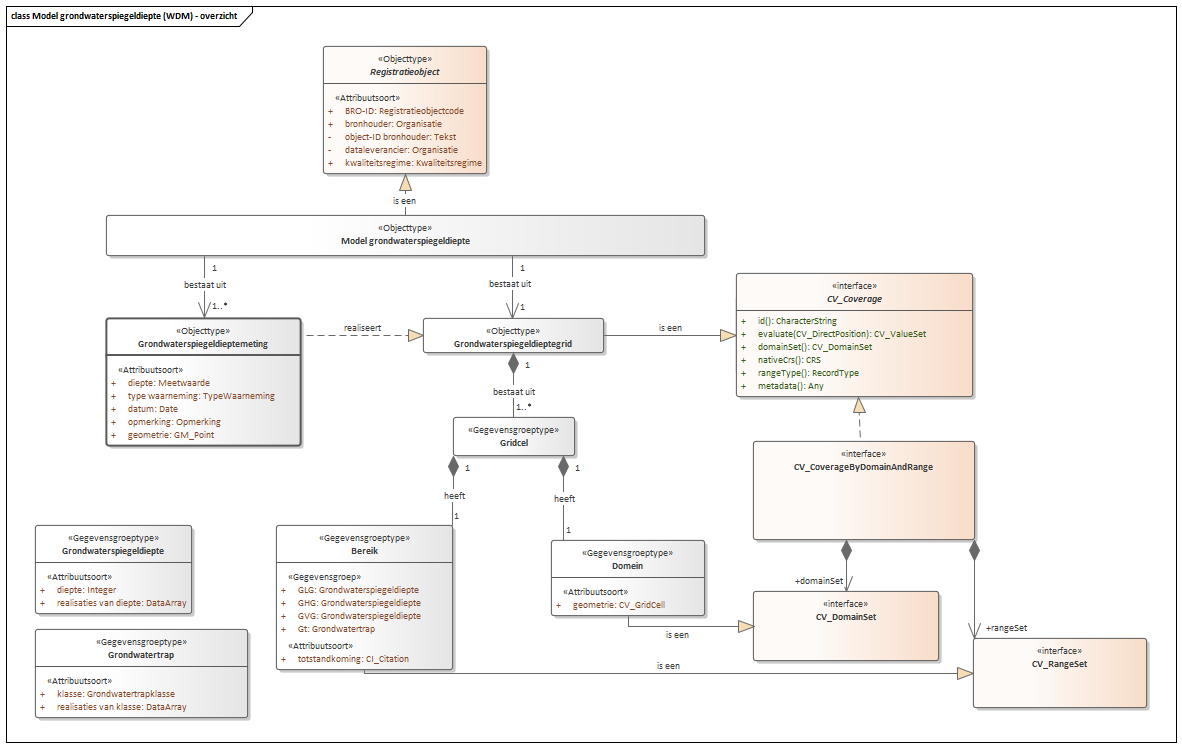 class Model grondwaterspiegeldiepte (WDM) - overzicht
«Objecttype»
Registratieobject
«Attribuutsoort»
+ BRO-ID: Registratieobjectcode
+ bronhouder: Organisatie
- object-ID bronhouder: Tekst
- dataleverancier: Organisatie
+ kwaliteitsregime: Kwaliteitsregime
is een
«Objecttype»
Model grondwaterspiegeldiepte
1
bestaat uit
1..*
1
bestaat uit
1
«Objecttype»
Grondwaterspiegeldieptemeting
«Attribuutsoort»
+ diepte: Meetwaarde
+ type waarneming: TypeWaarneming
+ datum: Date
+ opmerking: Opmerking
+ geometrie: GM_Point
realiseert
«Objecttype»
Grondwaterspiegeldieptegrid
is een
«interface»
CV_Coverage
+ id(): CharacterString
+ evaluate(CV_DirectPosition): CV_ValueSet
+ domainSet(): CV_DomainSet
+ nativeCrs(): CRS
+ rangeType(): RecordType
+ metadata(): Any
1
bestaat uit
1..*
«Gegevensgroeptype»
Gridcel
1
heeft
1
1
heeft
1
«interface»
CV_CoverageByDomainAndRange
«Gegevensgroeptype»
Grondwaterspiegeldiepte
«Attribuutsoort»
+ diepte: Integer
+ realisaties van diepte: DataArray
«Gegevensgroeptype»
Bereik
«Gegevensgroep»
+ GLG: Grondwaterspiegeldiepte
+ GHG: Grondwaterspiegeldiepte
+ GVG: Grondwaterspiegeldiepte
+ Gt: Grondwatertrap
«Attribuutsoort»
+ totstandkoming: CI_Citation
«Gegevensgroeptype»
Domein
«Attribuutsoort»
+ geometrie: CV_GridCell
is een
+domainSet
«interface»
CV_DomainSet
+rangeSet
«interface»
CV_RangeSet
is een
«Gegevensgroeptype»
Grondwatertrap
«Attribuutsoort»
+ klasse: Grondwatertrapklasse
+ realisaties van klasse: DataArray